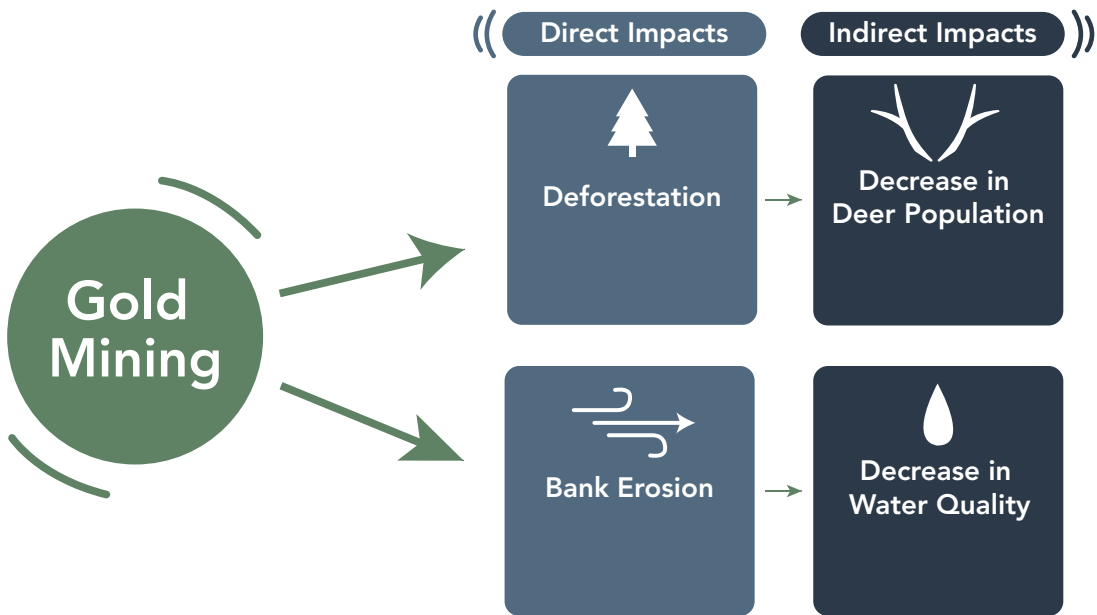 Direct Impacts
Indirect Impacts
Gold
Mining
Deforestation
Decrease in
Deer Population
Bank Erosion
Decrease in
Water Quality